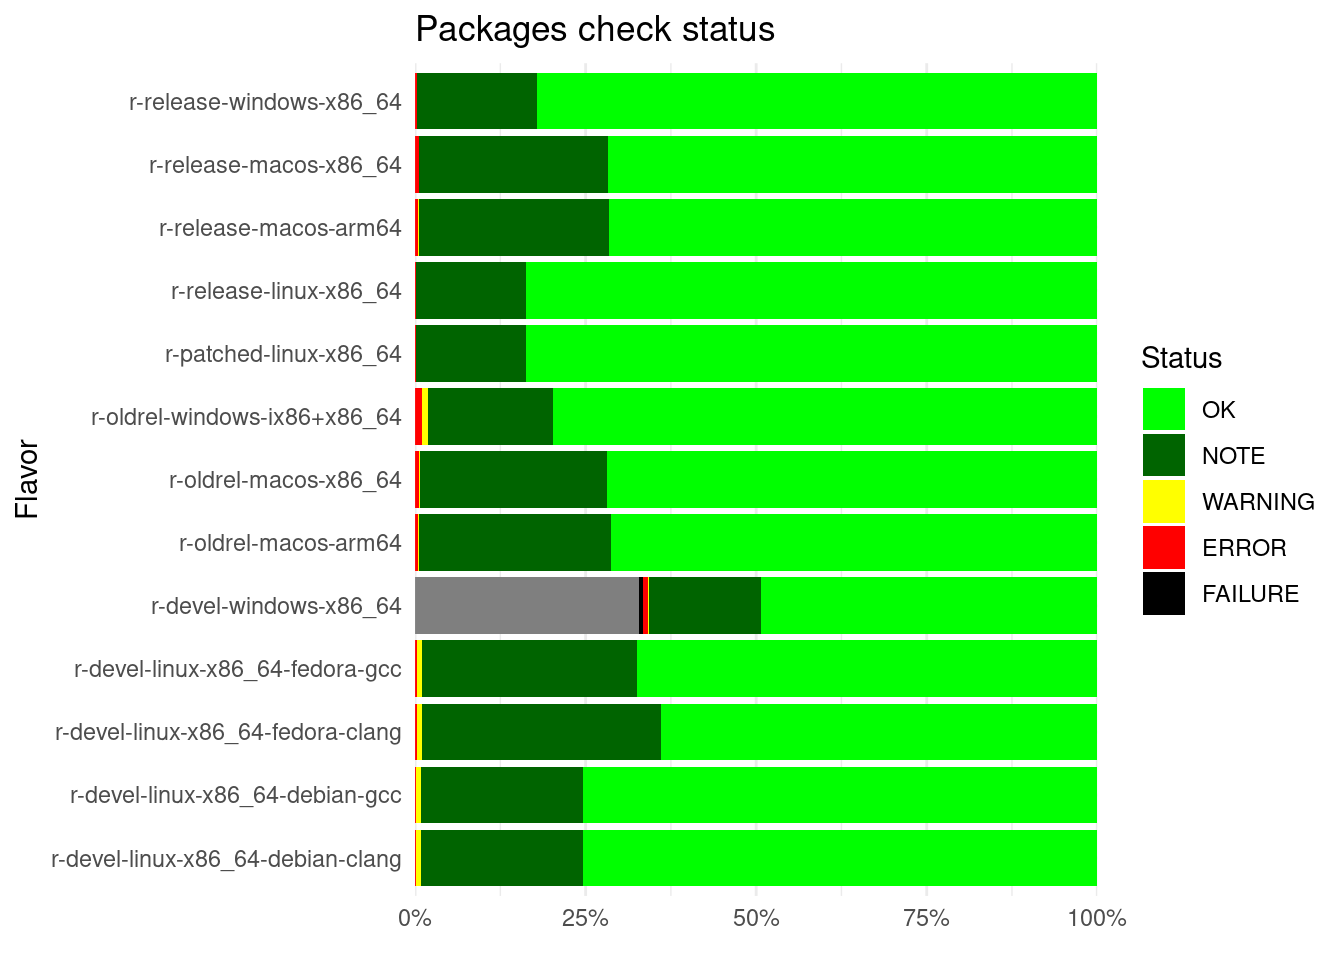 Packages check status
r-release-windows-x86_64
r-release-macos-x86_64
r-release-macos-arm64
r-release-linux-x86_64
r-patched-linux-x86_64
r-oldrel-windows-ix86+x86_64
r-oldrel-macos-x86_64
r-oldrel-macos-arm64
r-devel-windows-x86_64
r-devel-linux-x86_64-fedora-gcc
r-devel-linux-x86_64-fedora-clang
r-devel-linux-x86_64-debian-gcc
r-devel-linux-x86_64-debian-clang
Flavor
0% 25% 50% 75% 100%
Status
OK
NOTE
WARNING
ERROR
FAILURE